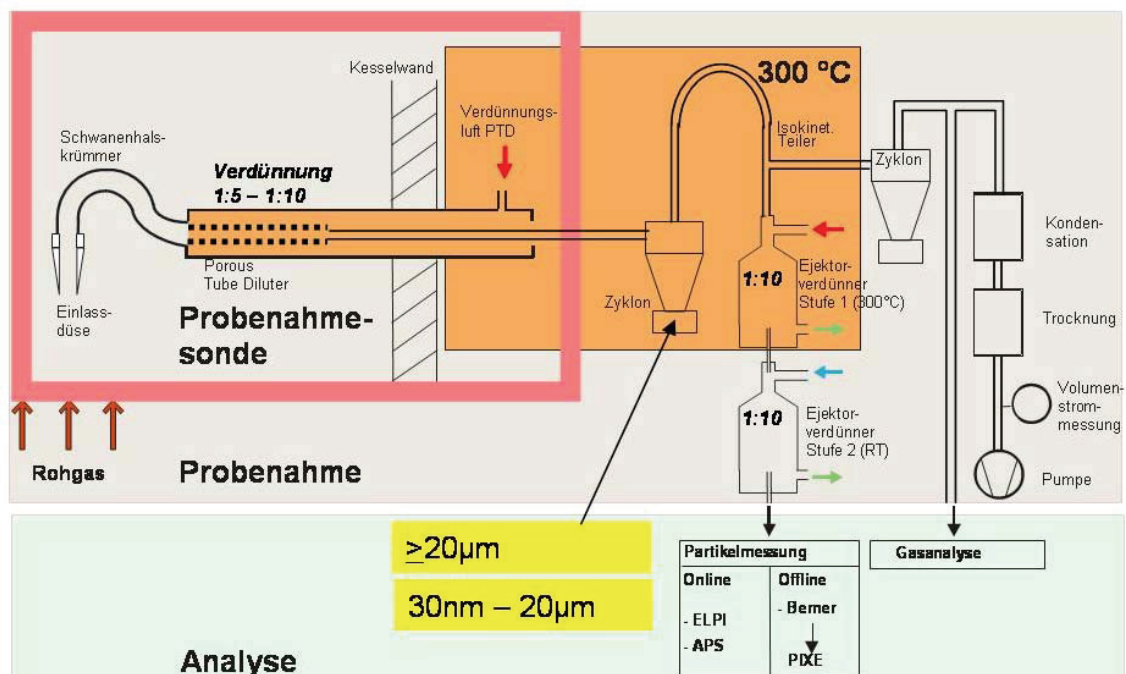 Kesselwand
300 °C
Verdünnungs-
luft PTD
Isokinet.
Teiler
Schwanenhals-
krümmer
Zyklon
Verdünnung
1:5 – 1:10
Konden-
sation
Porous
Tube Diluter
1:10
Ejektor-
verdünner
Stufe 1 (300°C)
Einlass-
düse
Zyklon
Probenahme-
sonde
Trocknung
Volumen-
strom-
messung
1:10
Ejektor-
verdünner
Stufe 2 (RT)
Rohgas
Probenahme
Pumpe
≥20µm
30nm – 20µm
Partikelmessung
Online
- ELPI
- APS
Offline
- Berner
PIXE
Gasanalyse
Analyse